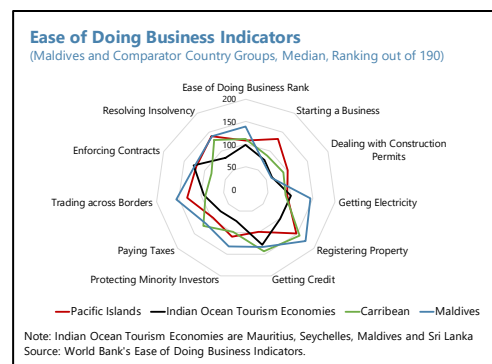 Ease of Doing Business Indicators
(Maldives and Comparator Country Groups, Median, Ranking out of 190)
Ease of Doing Business Rank
200
150
100
50
0
Starting a Business
Dealing with Construction
Permits
Getting Electricity
Registering Property
Getting Credit
Protecting Minority Investors
Paying Taxes
Trading across Borders
Enforcing Contracts
Resolving Insolvency
Pacific Islands
Indian Ocean Tourism Economies
Carribean
Maldives
Note: Indian Ocean Tourism Economies are Mauritius, Seychelles, Maldives and Sri Lanka
Source: World Bank's Ease of Doing Business Indicators.